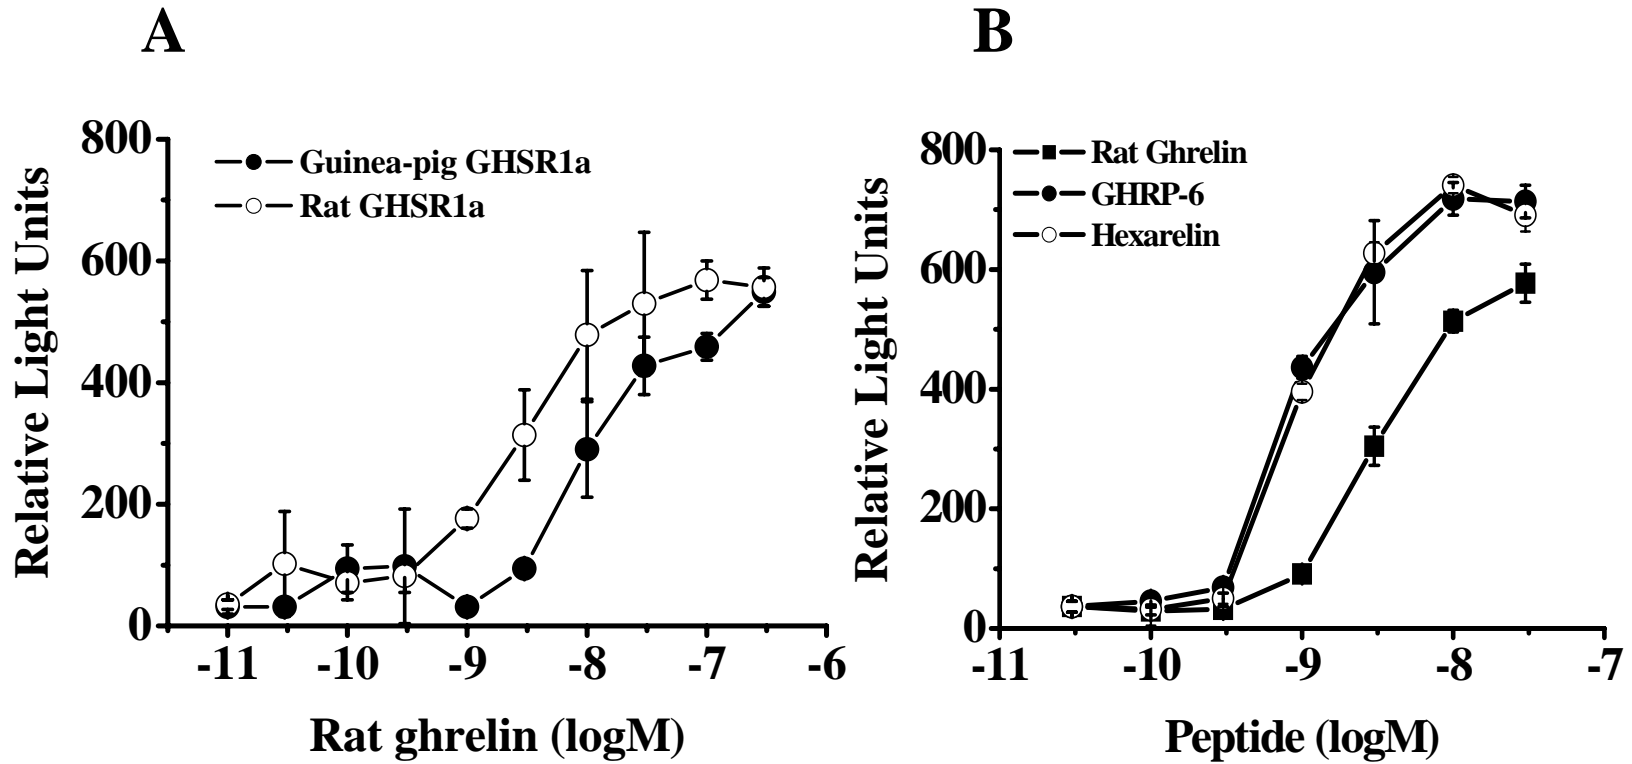 A
Relative Light Units
800
600
400
200
0
Guinea-pig GHSR1a
Rat GHSR1a
-11
-10
-9
-8
-7
-6
Rat ghrelin (logM)
B
Relative Light Units
800
600
400
200
0
Rat Ghrelin
GHRP-6
Hexarelin
-11
-10
-9
-8
-7
Peptide (logM)